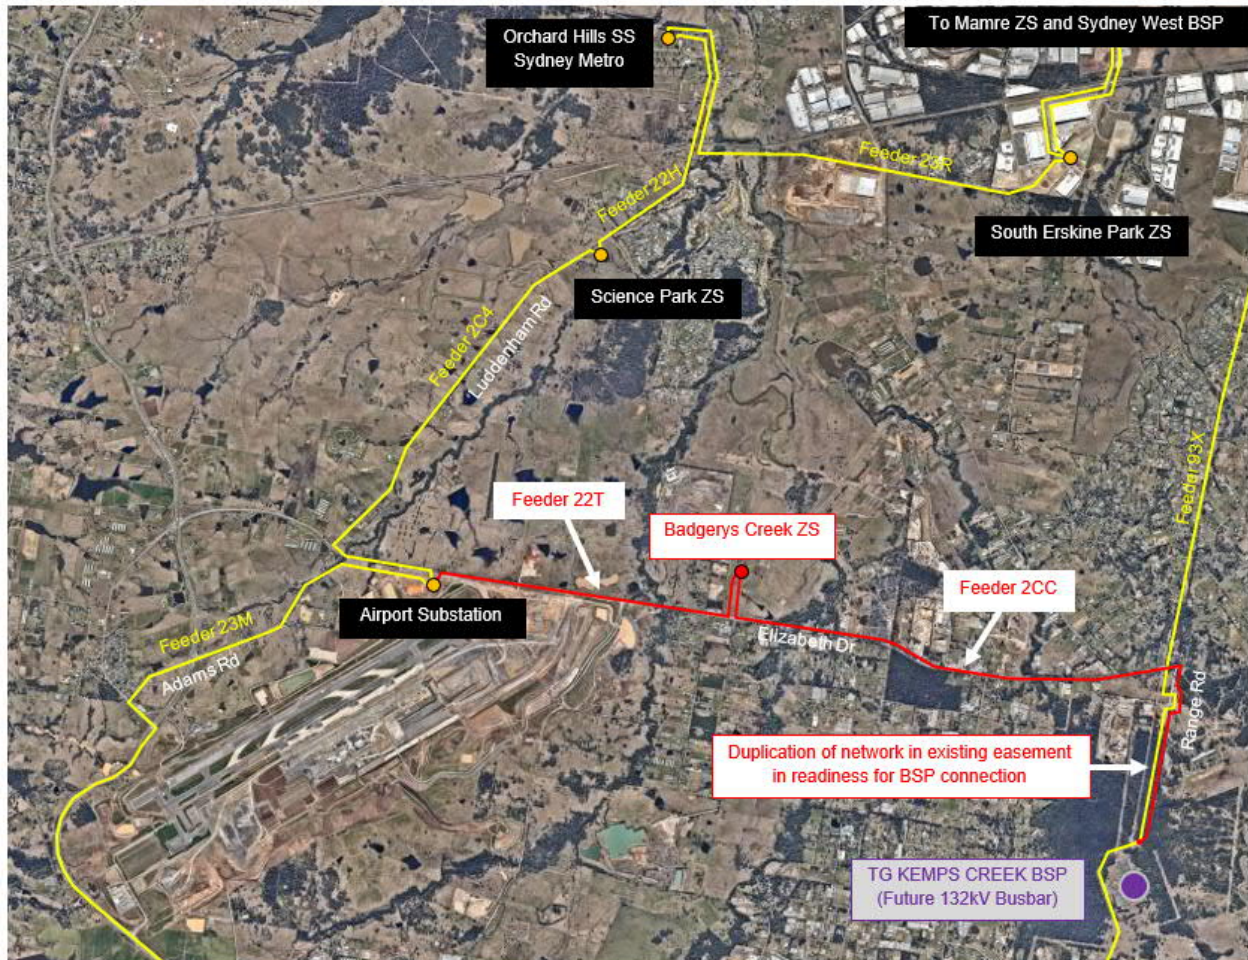 To Mamre ZS and Sydney West BSP
Orchard Hills SS
Sydney Metro
Feeder 23R
Feeder 22H
South Erskine Park ZS
Science Park ZS
Feeder 2C4
Luddenham Rd
Feeder 93X
Feeder 22T
Badgerys Creek ZS
Feeder 2CC
Airport Substation
Feeder 23M
Adams Rd
Elizabeth Dr
Range Rd
Duplication of network in existing easement
in readiness for BSP connection
TG KEMPS CREEK BSP
(Future 132kV Busbar)